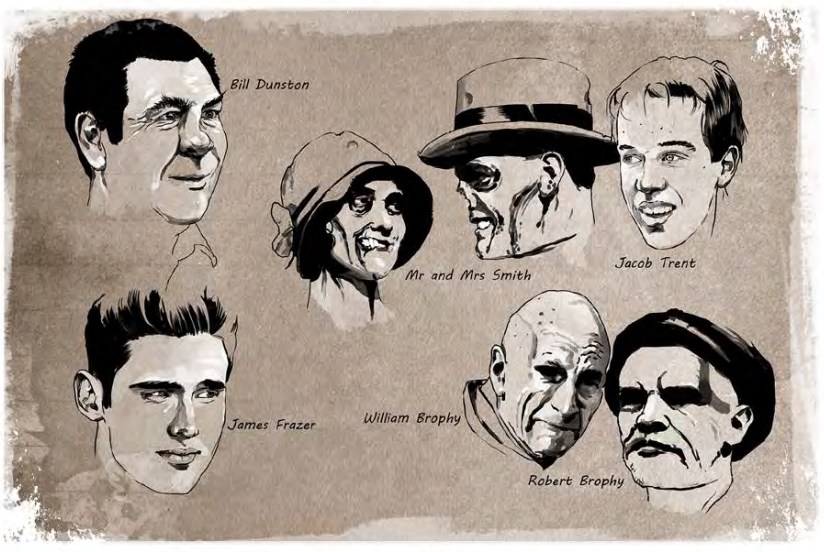 Bill Dunston
Mr and Mrs Smith
Jacob Trent
James Frazer
William Brophy
Robert Brophy